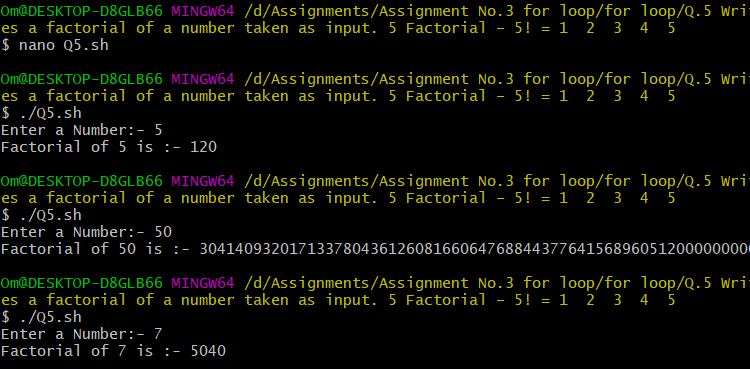 Om@DESKTOP-D8GLB66 MINGW64 /d/Assignments/Assignment No.3 for loop/for loop/Q.5 Writ
es a factorial of a number taken as input. 5 Factorial – 5! = 1  2  3  4  5
$ nano Q5.sh
Om@DESKTOP-D8GLB66 MINGW64 /d/Assignments/Assignment No.3 for loop/for loop/Q.5 Writ
es a factorial of a number taken as input. 5 Factorial – 5! = 1  2  3  4  5
$ ./Q5.sh
Enter a Number:- 5
Factorial of 5 is :- 120
Om@DESKTOP-D8GLB66 MINGW64 /d/Assignments/Assignment No.3 for loop/for loop/Q.5 Writ
es a factorial of a number taken as input. 5 Factorial – 5! = 1  2  3  4  5
$ ./Q5.sh
Enter a Number:- 50
Factorial of 50 is :- 30414093201713378043612608166064768844377641568960512000000000
Om@DESKTOP-D8GLB66 MINGW64 /d/Assignments/Assignment No.3 for loop/for loop/Q.5 Writ
es a factorial of a number taken as input. 5 Factorial – 5! = 1  2  3  4  5
$ ./Q5.sh
Enter a Number:- 7
Factorial of 7 is :- 5040